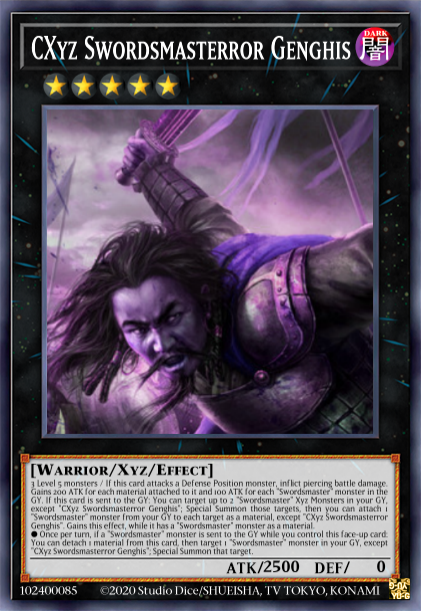 CXyz Swordsmasterror Genghis
DARK
闇
[Warrior/Xyz/Effect]
3 Level 5 monsters / If this card attacks a Defense Position monster, inflict piercing battle damage.
Gains 200 ATK for each material attached to it and 100 ATK for each "Swordsmaster" monster in the
GY. If this card is sent to the GY: You can target up to 2 "Swordsmaster" Xyz Monsters in your GY,
except "CXyz Swordsmasterror Genghis"; Special Summon those targets, then you can attach 1
"Swordsmaster" monster from your GY to each target as a material, except "CXyz Swordsmasterror
Genghis". Gains this effect, while it has a "Swordsmaster" monster as a material.
● Once per turn, if a "Swordsmaster" monster is sent to the GY while you control this face-up card:
You can detach 1 material from this card, then target 1 "Swordsmaster" monster in your GY, except
"CXyz Swordsmasterror Genghis"; Special Summon that target.
ATK/2500 DEF/ 0
102400085 ©2020 Studio Dice/SHUEISHA, TV TOKYO, KONAMI